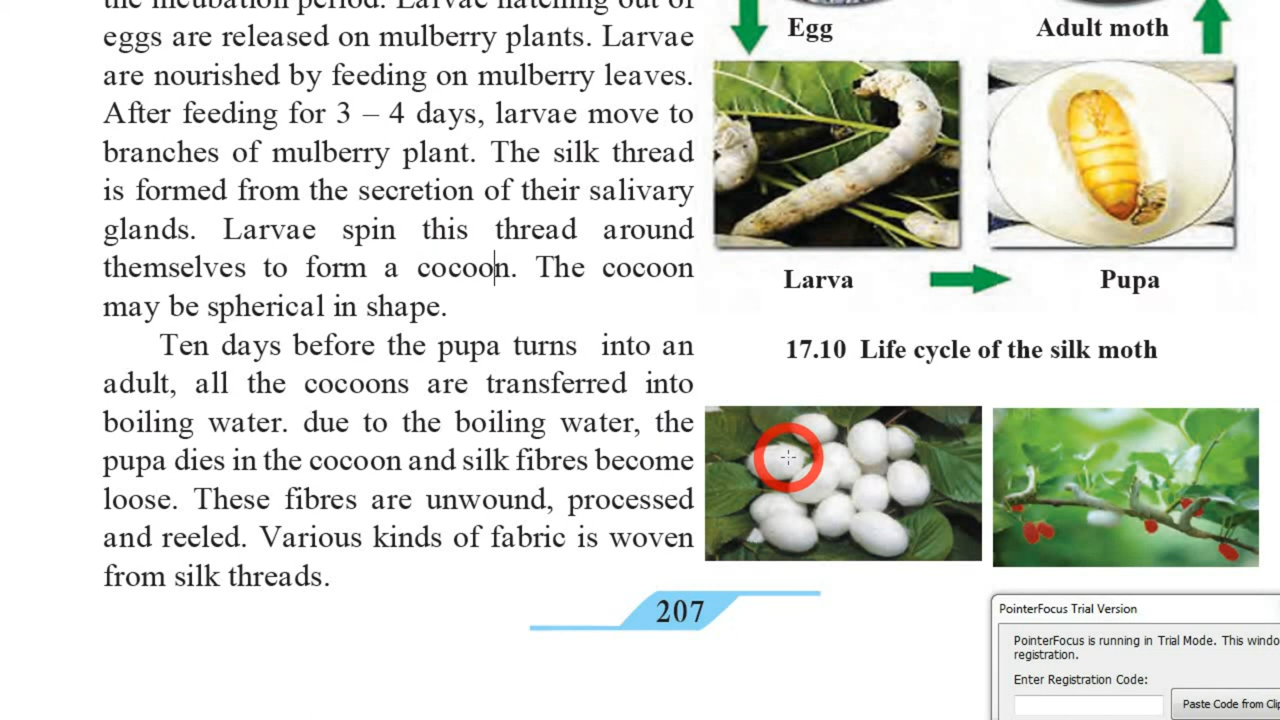 the incubation period. Larvae hatching out of
eggs are released on mulberry plants. Larvae
are nourished by feeding on mulberry leaves.
After feeding for 3 – 4 days, larvae move to
branches of mulberry plant. The silk thread
is formed from the secretion of their salivary
glands. Larvae spin this thread around
themselves to form a cocoon. The cocoon
may be spherical in shape.
Ten days before the pupa turns into an
adult, all the cocoons are transferred into
boiling water. due to the boiling water, the
pupa dies in the cocoon and silk fibres become
loose. These fibres are unwound, processed
and reeled. Various kinds of fabric is woven
from silk threads.
Egg
Adult moth
Larva
Pupa
17.10 Life cycle of the silk moth
207
PointerFocus Trial Version
PointerFocus is running in Trial Mode. This
registration.
Enter Registration Code:
Paste Code from